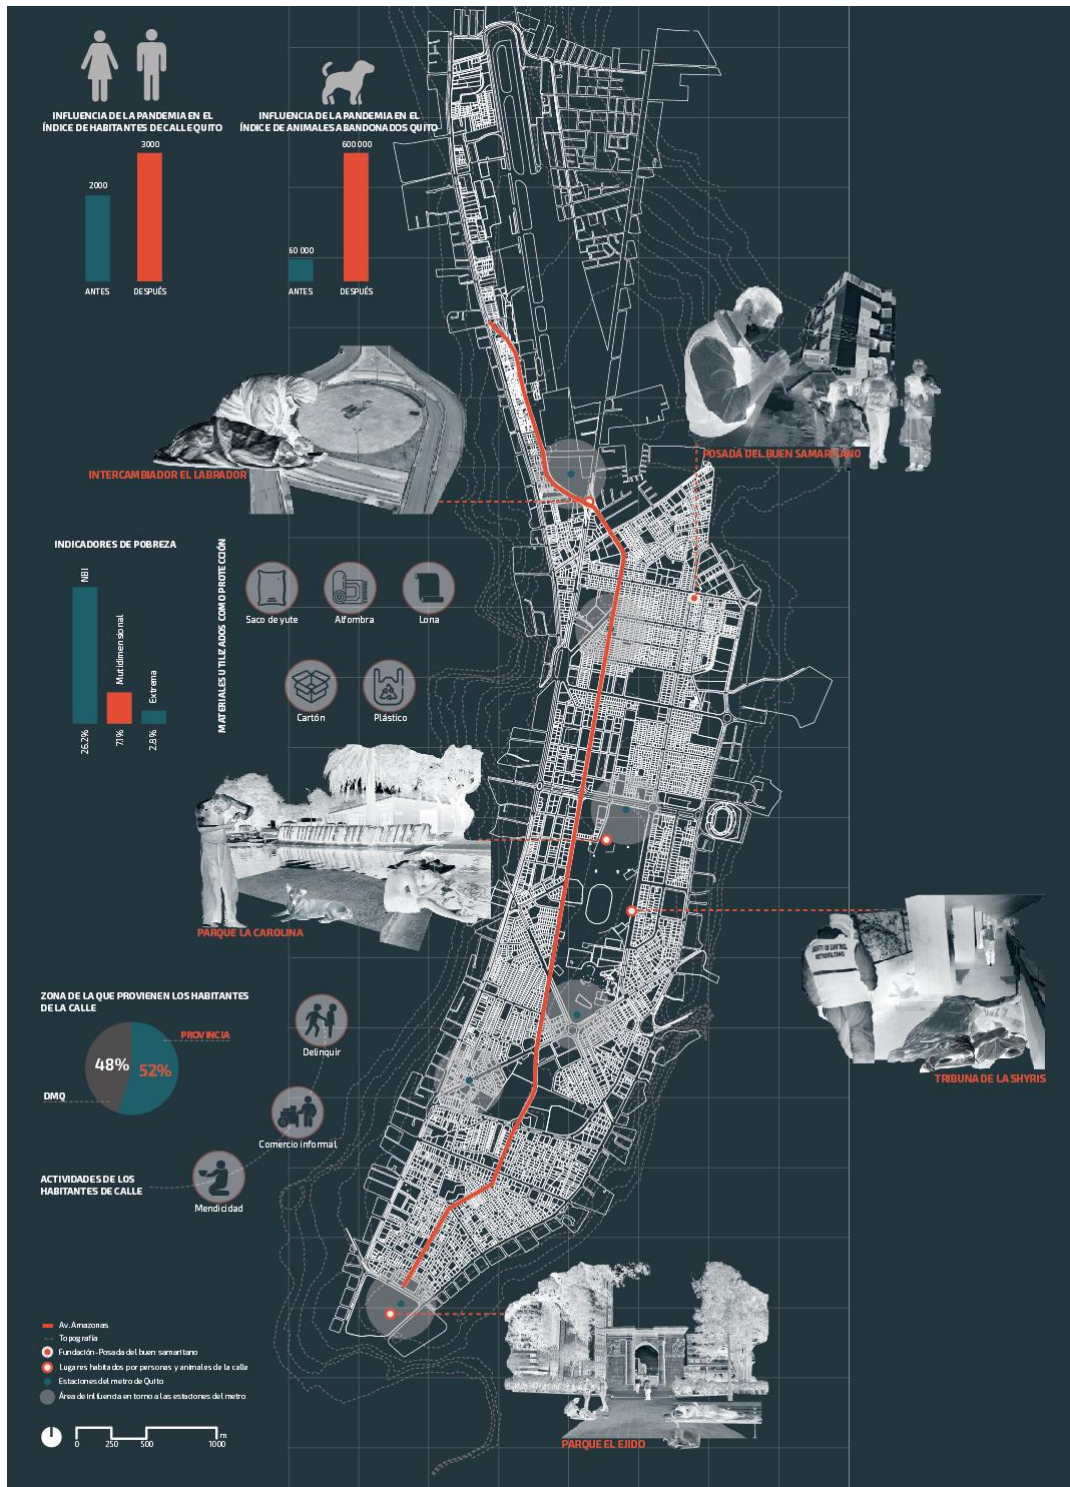 INFLUENCIA DE LA PANDEMIA EN EL
ÍNDICE DE HABITANTES DE CALLE QUITO
3000
2000
ANTES
DESPUÉS
INFLUENCIA DE LA PANDEMIA EN EL
ÍNDICE DE ANIMALES ABANDONADOS QUITO
600 000
60 000
ANTES
DESPUÉS
POSADA DEL BUEN SAMARITANO
INTERCAMBIADOR EL LABRADOR
INDICADORES DE POBREZA
NBI
Mutidimensional
Extrema
26.2%
7.1%
2.8%
MATERIALES UTILIZADOS COMO PROTECCIÓN
Saco de yute
Alfombra
Lona
Cartón
Plástico
PARQUE LA CAROLINA
METROPOLITANO
TRIBUNA DE LA SHYRIS
ZONA DE LA QUE PROVIENEN LOS HABITANTES
DE LA CALLE
PROVINCIA
48%
52%
DMQ
Delinquir
Comercio informal
ACTIVIDADES DE LOS
HABITANTES DE CALLE
Mendicidad
PARQUE EL EJIDO
Av. Amazonas
Topografía
Fundación-Posada del buen samaritano
Lugares habitados por personas y animales de la calle
Estaciones del metro de Quito
Área de influencia en torno a las estaciones del metro
m
0 250 500 1000